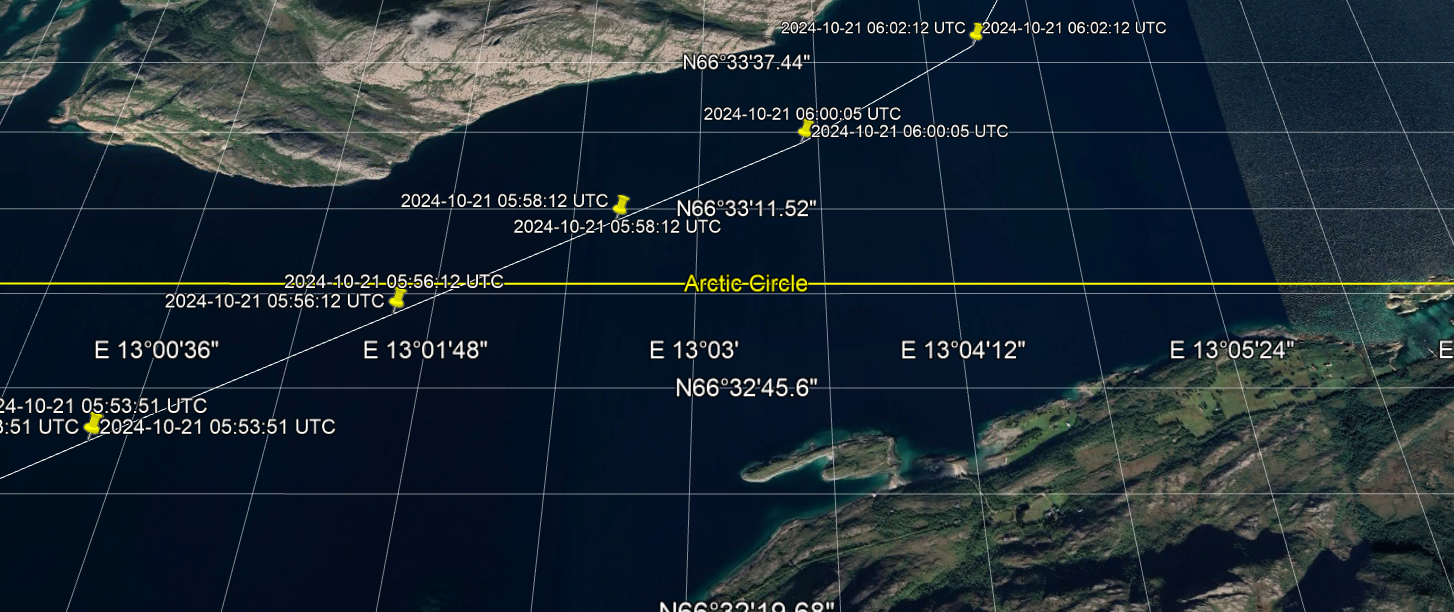 2024-10-21 06:02:12 UTC 2024-10-21 06:02:12 UTC
N66°33'37.44"
2024-10-21 06:00:05 UTC
2024-10-21 06:00:05 UTC
2024-10-21 05:58:12 UTC
N66°33'11.52"
2024-10-21 05:58:12 UTC
2024-10-21 05:56:12 UTC
Arctic Circle
2024-10-21 05:56:12 UTC
E 13°00'36" E 13°01'48" E 13°03' E 13°04'12" E 13°05'24" E
N66°32'45.6"
24-10-21 05:53:51 UTC
3:51 UTC 2024-10-21 05:53:51 UTC
N66°32'19.68"